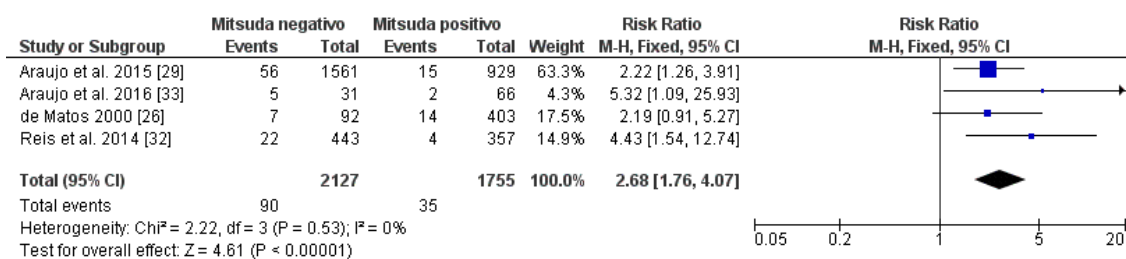 Mitsuda negativo Mitsuda positivo Risk Ratio Risk Ratio
Study or Subgroup Events Total Events Total Weight M-H, Fixed, 95% CI M-H, Fixed, 95% CI
Araujo et al. 2015 [29] 56 1561 15 929 63.3% 2.22 [1.26, 3.91]
Araujo et al. 2016 [33] 5 31 2 66 4.3% 5.32 [1.09, 25.93]
de Matos 2000 [26] 7 92 14 403 17.5% 2.19 [0.91, 5.27]
Reis et al. 2014 [32] 22 443 4 357 14.9% 4.43 [1.54, 12.74]
Total (95% CI) 2127 1755 100.0% 2.68 [1.76, 4.07]
Total events 90 35
Heterogeneity: Chi² = 2.22, df = 3 (P = 0.53); I² = 0%
Test for overall effect: Z = 4.61 (P < 0.00001)
0.05 0.2 1 5 20